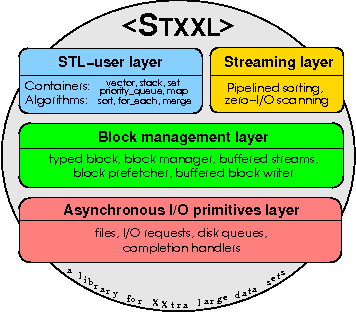 <STXXL>
STL-user layer
Containers: vector, stack, set
priority_queue, map
Algorithms: sort, for_each, merge
Streaming layer
Pipelined sorting,
zero-I/O scanning
Block management layer
typed block, block manager, buffered streams,
block prefetcher, buffered block writer
Asynchronous I/O primitives layer
files, I/O requests, disk queues,
completion handlers
a library for XXtra large data sets